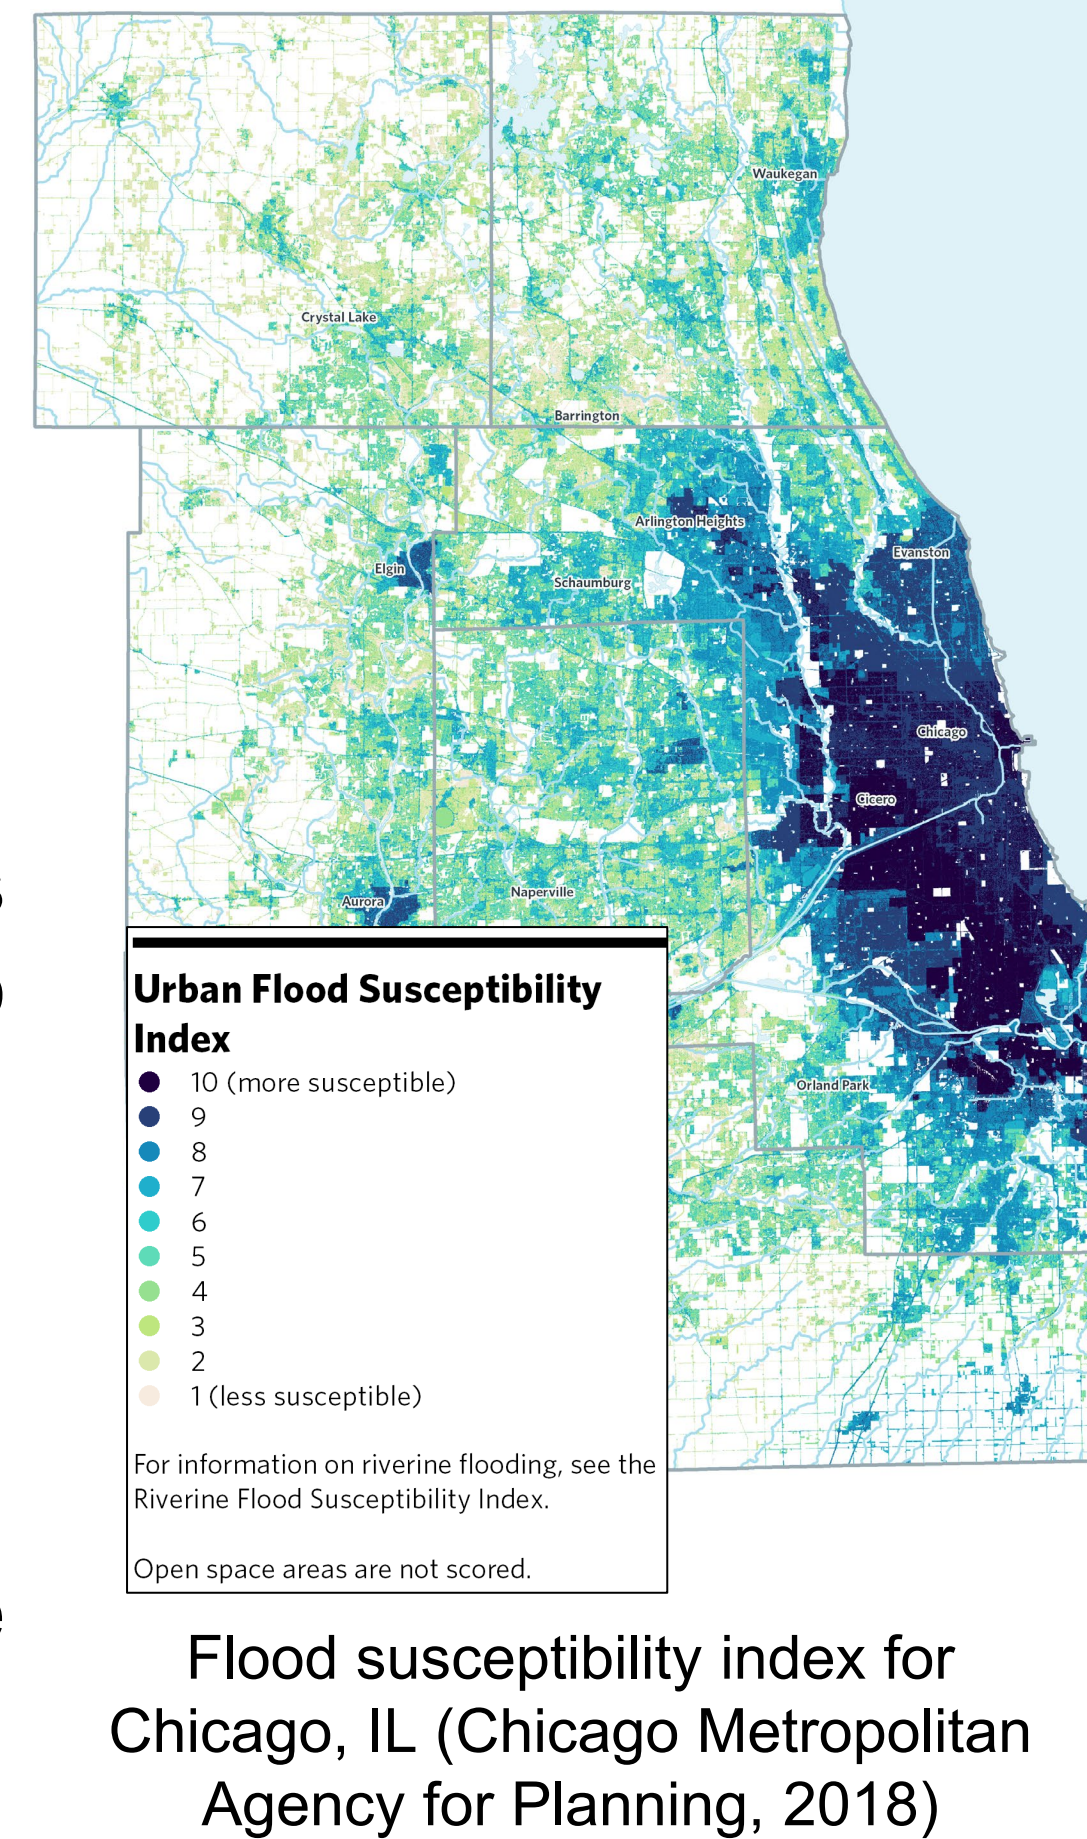 Waukegan
Crystal Lake
Barrington
Arlington Heights
Evanston
Elgin
Schaumburg
Chicago
Cicero
Aurora
Naperville
Orland Park
Urban Flood Susceptibility
Index
10 (more susceptible)
9
8
7
6
5
4
3
2
1 (less susceptible)
For information on riverine flooding, see the
Riverine Flood Susceptibility Index.
Open space areas are not scored.
Flood susceptibility index for
Chicago, IL (Chicago Metropolitan
Agency for Planning, 2018)